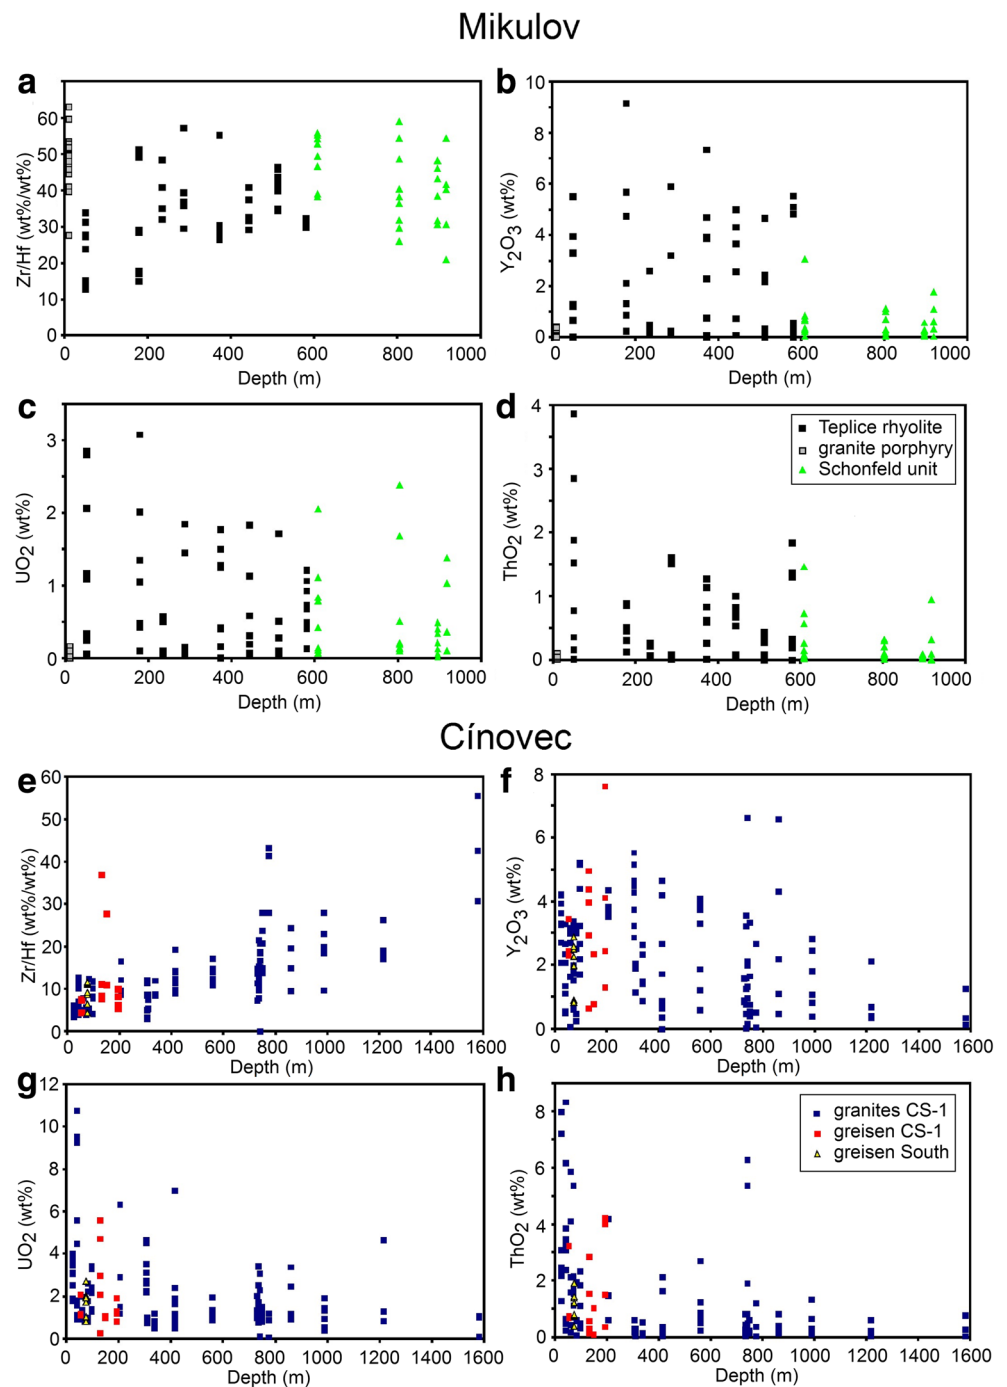 Mikulov
a
b
Zr/Hf (wt%/wt%)
60
50
40
30
20
10
0
0 200 400 600 800 1000
Depth (m)
Y2O3 (wt%)
10
8
6
4
2
0
0 200 400 600 800 1000
Depth (m)
c
d
UO2 (wt%)
3
2
1
0
0 200 400 600 800 1000
Depth (m)
ThO2 (wt%)
4
3
2
1
0
0 200 400 600 800 1000
Depth (m)
Teplice rhyolite
granite porphyry
Schonfeld unit
Cínovec
e
f
Zr/Hf (wt%/wt%)
60
50
40
30
20
10
0
0 200 400 600 800 1000 1200 1400 1600
Depth (m)
Y2O3 (wt%)
8
6
4
2
0
0 200 400 600 800 1000 1200 1400 1600
Depth (m)
g
h
UO2 (wt%)
12
10
8
6
4
2
0
0 200 400 600 800 1000 1200 1400 1600
Depth (m)
ThO2 (wt%)
8
6
4
2
0
0 200 400 600 800 1000 1200 1400 1600
Depth (m)
granites CS-1
greisen CS-1
greisen South